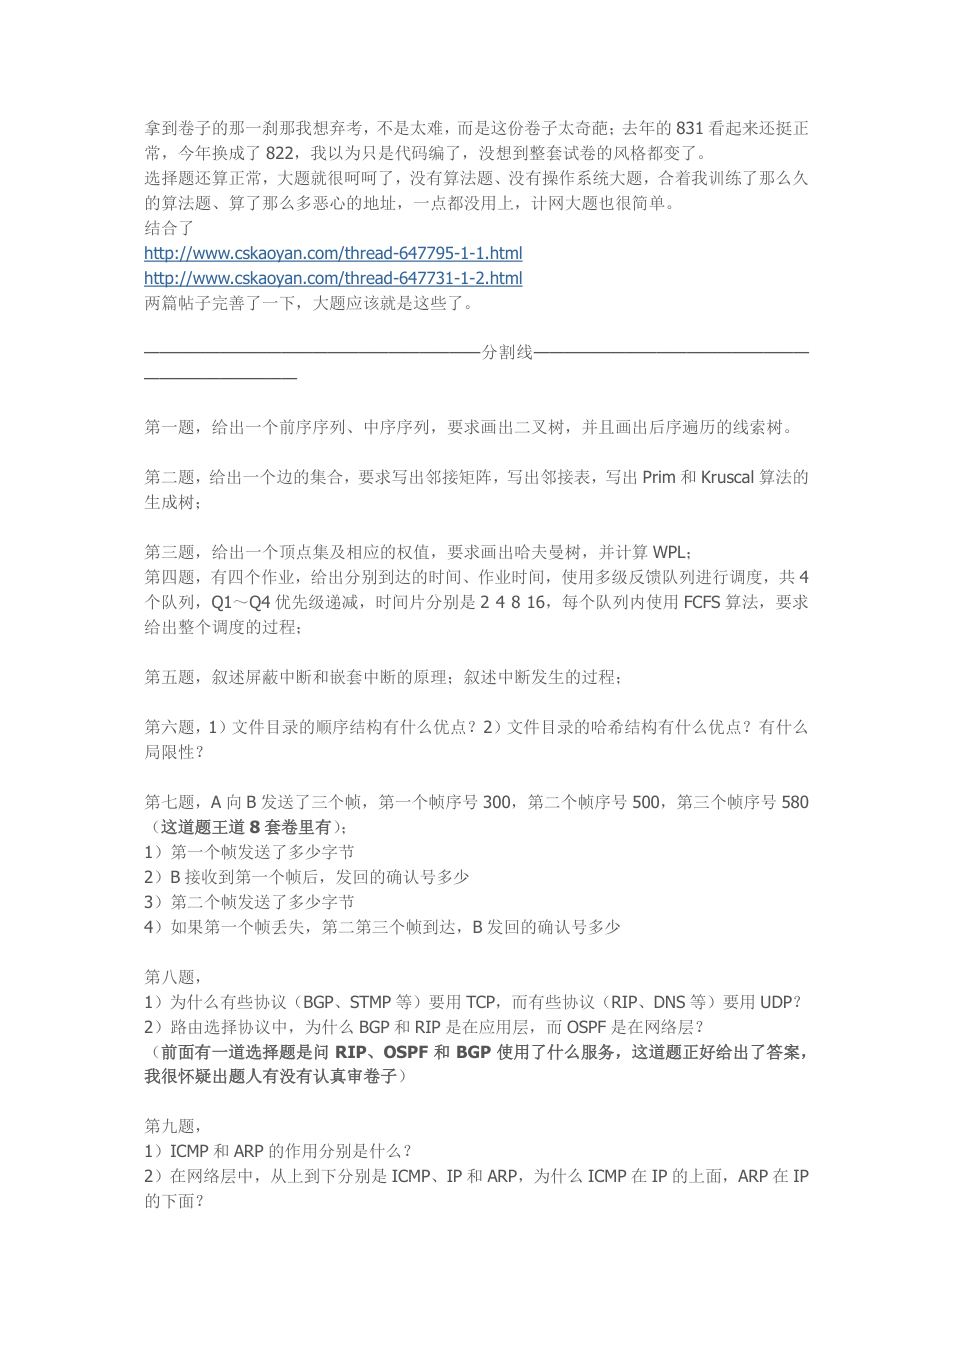 拿到卷子的那一刹那我想弃考，不是太难，而是这份卷子太奇葩；去年的 831 看起来还挺正
常，今年换成了 822，我以为只是代码编了，没想到整套试卷的风格都变了。
选择题还算正常，大题就很呵呵了，没有算法题、没有操作系统大题，合着我训练了那么久
的算法题、算了那么多恶心的地址，一点都没用上，计网大题也很简单。
结合了
http://www.cskaoyan.com/thread-647795-1-1.html
http://www.cskaoyan.com/thread-647731-1-2.html
两篇帖子完善了一下，大题应该就是这些了。
——————————————————————分割线——————————————————
——————————
第一题，给出一个前序序列、中序序列，要求画出二叉树，并且画出后序遍历的线索树。
第二题，给出一个边的集合，要求写出邻接矩阵，写出邻接表，写出 Prim 和 Kruscal 算法的
生成树；
第三题，给出一个顶点集及相应的权值，要求画出哈夫曼树，并计算 WPL；
第四题，有四个作业，给出分别到达的时间、作业时间，使用多级反馈队列进行调度，共 4
个队列，Q1～Q4 优先级递减，时间片分别是 2 4 8 16，每个队列内使用 FCFS 算法，要求
给出整个调度的过程；
第五题，叙述屏蔽中断和嵌套中断的原理；叙述中断发生的过程；
第六题，1）文件目录的顺序结构有什么优点？2）文件目录的哈希结构有什么优点？有什么
局限性？
第七题，A 向 B 发送了三个帧，第一个帧序号 300，第二个帧序号 500，第三个帧序号 580
（这道题王道 8 套卷里有）；
1）第一个帧发送了多少字节
2）B 接收到第一个帧后，发回的确认号多少
3）第二个帧发送了多少字节
4）如果第一个帧丢失，第二第三个帧到达，B 发回的确认号多少
第八题，
1）为什么有些协议（BGP、STMP 等）要用 TCP，而有些协议（RIP、DNS 等）要用 UDP？
2）路由选择协议中，为什么 BGP 和 RIP 是在应用层，而 OSPF 是在网络层？
（前面有一道选择题是问 RIP、OSPF 和 BGP 使用了什么服务，这道题正好给出了答案，
我很怀疑出题人有没有认真审卷子）
第九题，
1）ICMP 和 ARP 的作用分别是什么？
2）在网络层中，从上到下分别是 ICMP、IP 和 ARP，为什么 ICMP 在 IP 的上面，ARP 在 IP
的下面？